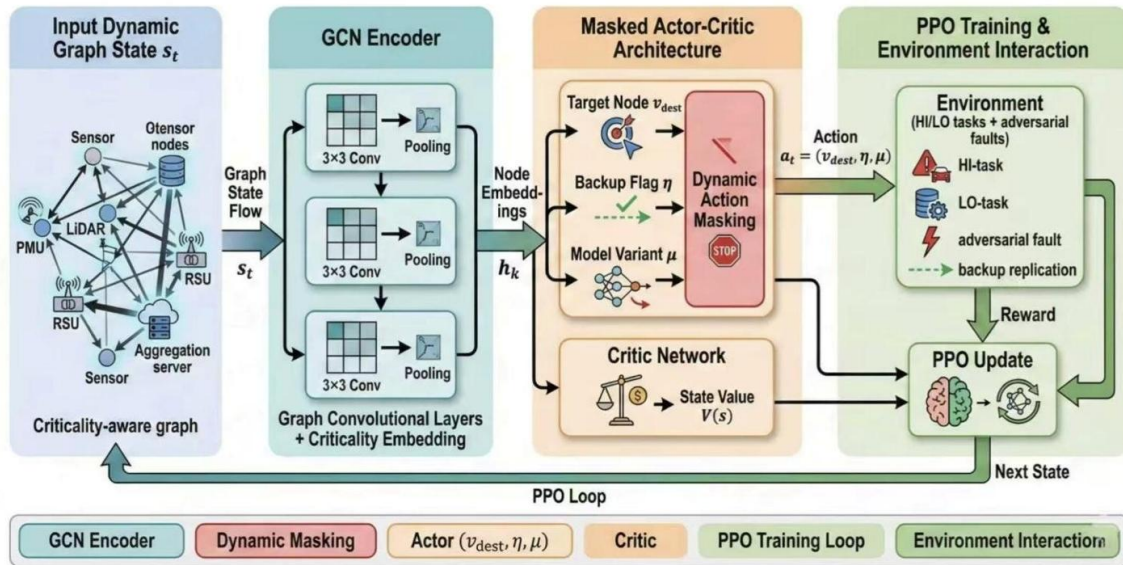 Input Dynamic
Graph State s_t
Sensor
Gtensor
nodes
PMU
LiDAR
RSU
RSU
Aggregation
server
Sensor
Criticality-aware graph
Graph
State
Flow
s_t
GCN Encoder
3×3 Conv
Pooling
3×3 Conv
Pooling
3×3 Conv
Pooling
Graph Convolutional Layers
+ Criticality Embedding
Node
Embedd-
ings
h_k
Masked Actor-Critic
Architecture
Target Node v_dest
Backup Flag η
Model Variant μ
Dynamic
Action
Masking
STOP
Critic Network
$
State Value
V(s)
Action
a_t = (v_dest, η, μ)
PPO Training &
Environment Interaction
Environment
(HI/LO tasks + adversarial
faults)
HI-task
LO-task
adversarial fault
backup replication
Reward
PPO Update
Next State
PPO Loop
GCN Encoder
Dynamic Masking
Actor (v_dest, η, μ)
Critic
PPO Training Loop
Environment Interaction